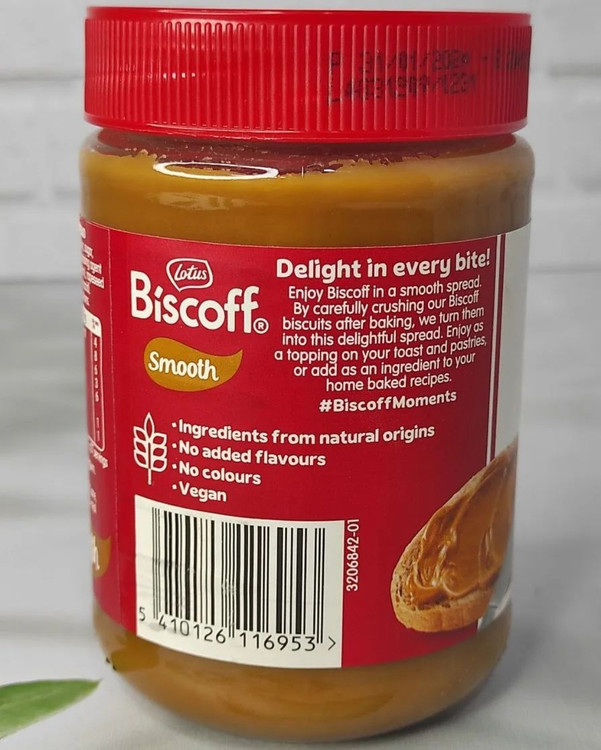 Lotus
Biscoff®
Smooth
Delight in every bite!
Enjoy Biscoff in a smooth spread.
By carefully crushing our Biscoff
biscuits after baking, we turn them
into this delightful spread. Enjoy as
a topping on your toast and pastries,
or add as an ingredient to your
home baked recipes.
#BiscoffMoments
• Ingredients from natural origins
• No added flavours
• No colours
• Vegan
3206842-01
5 410126 116953 >